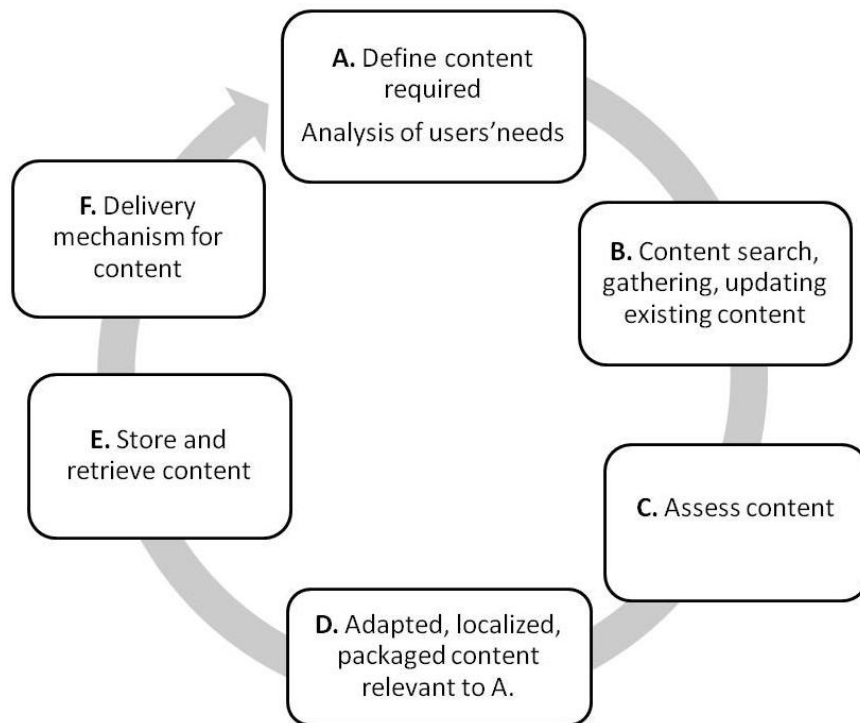 A. Define content
required
Analysis of users'needs
B. Content search,
gathering, updating
existing content
C. Assess content
D. Adapted, localized,
packaged content
relevant to A.
E. Store and
retrieve content
F. Delivery
mechanism for
content